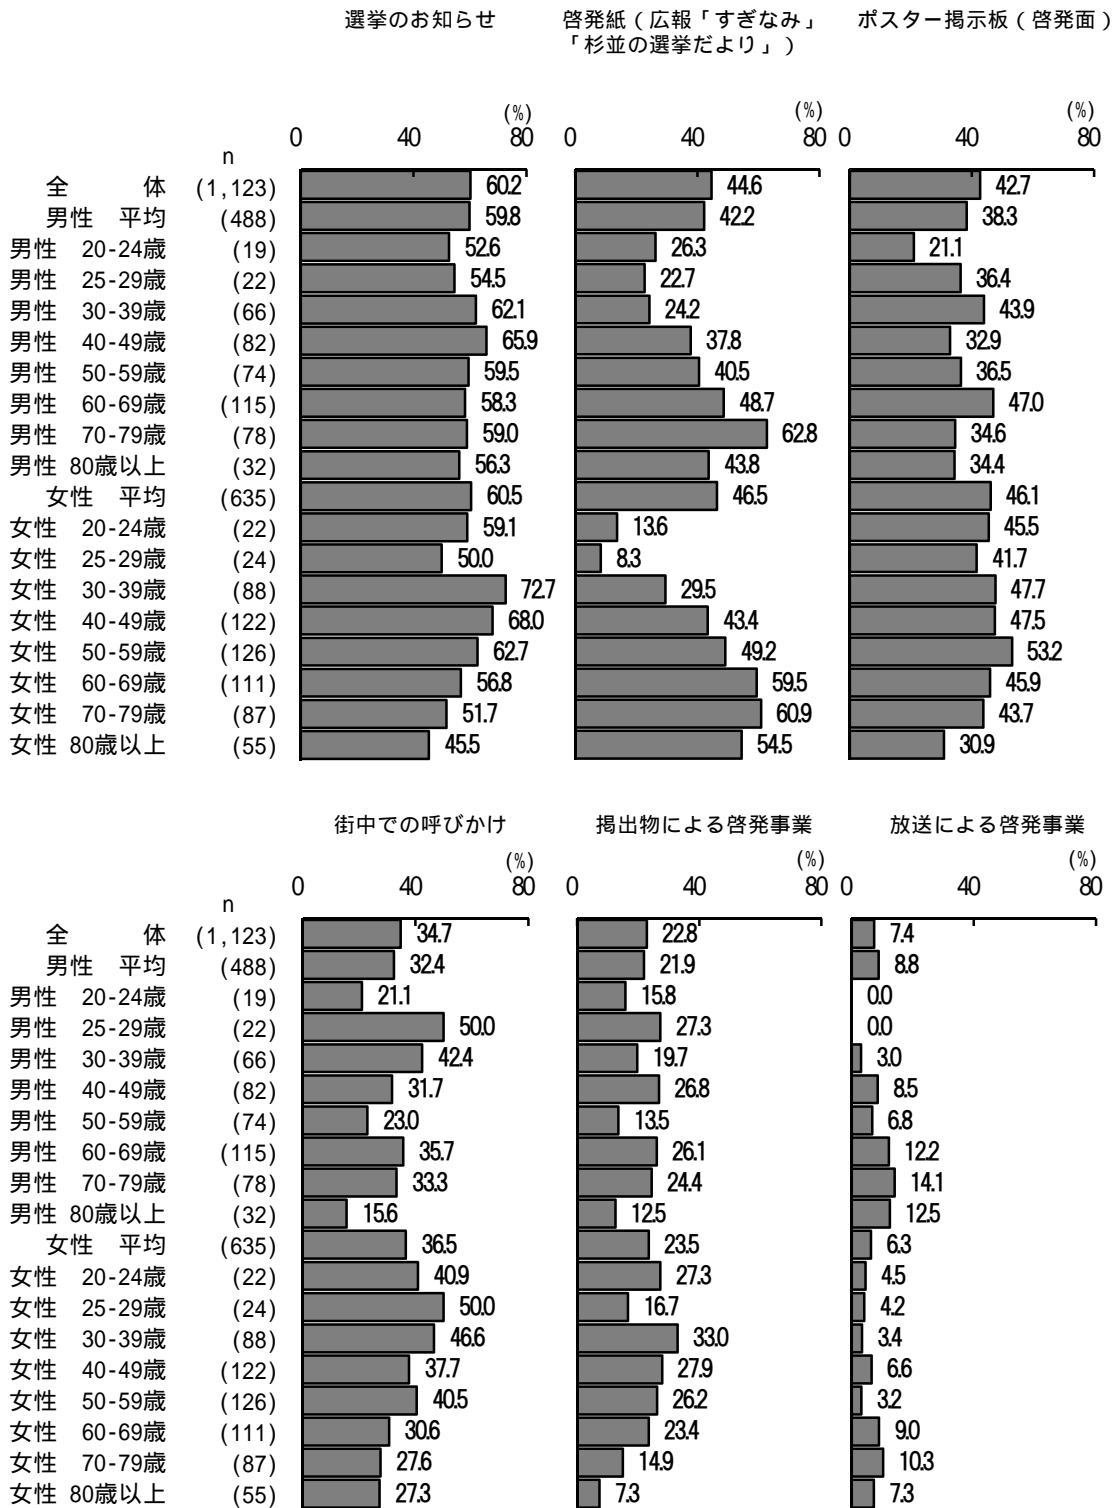 選挙のお知らせ 啓発紙(広報「すぎなみ」 ポスター掲示板(啓発面)
「杉並の選挙だより」)
(%) (%) (%)
0 40 80 0 40 80 0 40 80
n
全 体 (1,123) 60.2 44.6 42.7
男性 平均 (488) 59.8 42.2 38.3
男性 20-24歳 (19) 52.6 26.3 21.1
男性 25-29歳 (22) 54.5 22.7 36.4
男性 30-39歳 (66) 62.1 24.2 43.9
男性 40-49歳 (82) 65.9 37.8 32.9
男性 50-59歳 (74) 59.5 40.5 36.5
男性 60-69歳 (115) 58.3 48.7 47.0
男性 70-79歳 (78) 59.0 62.8 34.6
男性 80歳以上 (32) 56.3 43.8 34.4
女性 平均 (635) 60.5 46.5 46.1
女性 20-24歳 (22) 59.1 13.6 45.5
女性 25-29歳 (24) 50.0 8.3 41.7
女性 30-39歳 (88) 72.7 29.5 47.7
女性 40-49歳 (122) 68.0 43.4 47.5
女性 50-59歳 (126) 62.7 49.2 53.2
女性 60-69歳 (111) 56.8 59.5 45.9
女性 70-79歳 (87) 51.7 60.9 43.7
女性 80歳以上 (55) 45.5 54.5 30.9
街中での呼びかけ 掲出物による啓発事業 放送による啓発事業
(%) (%) (%)
0 40 80 0 40 80 0 40 80
n
全 体 (1,123) 34.7 22.8 7.4
男性 平均 (488) 32.4 21.9 8.8
男性 20-24歳 (19) 21.1 15.8 0.0
男性 25-29歳 (22) 50.0 27.3 0.0
男性 30-39歳 (66) 42.4 19.7 3.0
男性 40-49歳 (82) 31.7 26.8 8.5
男性 50-59歳 (74) 23.0 13.5 6.8
男性 60-69歳 (115) 35.7 26.1 12.2
男性 70-79歳 (78) 33.3 24.4 14.1
男性 80歳以上 (32) 15.6 12.5 12.5
女性 平均 (635) 36.5 23.5 6.3
女性 20-24歳 (22) 40.9 27.3 4.5
女性 25-29歳 (24) 50.0 16.7 4.2
女性 30-39歳 (88) 46.6 33.0 3.4
女性 40-49歳 (122) 37.7 27.9 6.6
女性 50-59歳 (126) 40.5 26.2 3.2
女性 60-69歳 (111) 30.6 23.4 9.0
女性 70-79歳 (87) 27.6 14.9 10.3
女性 80歳以上 (55) 27.3 7.3 7.3